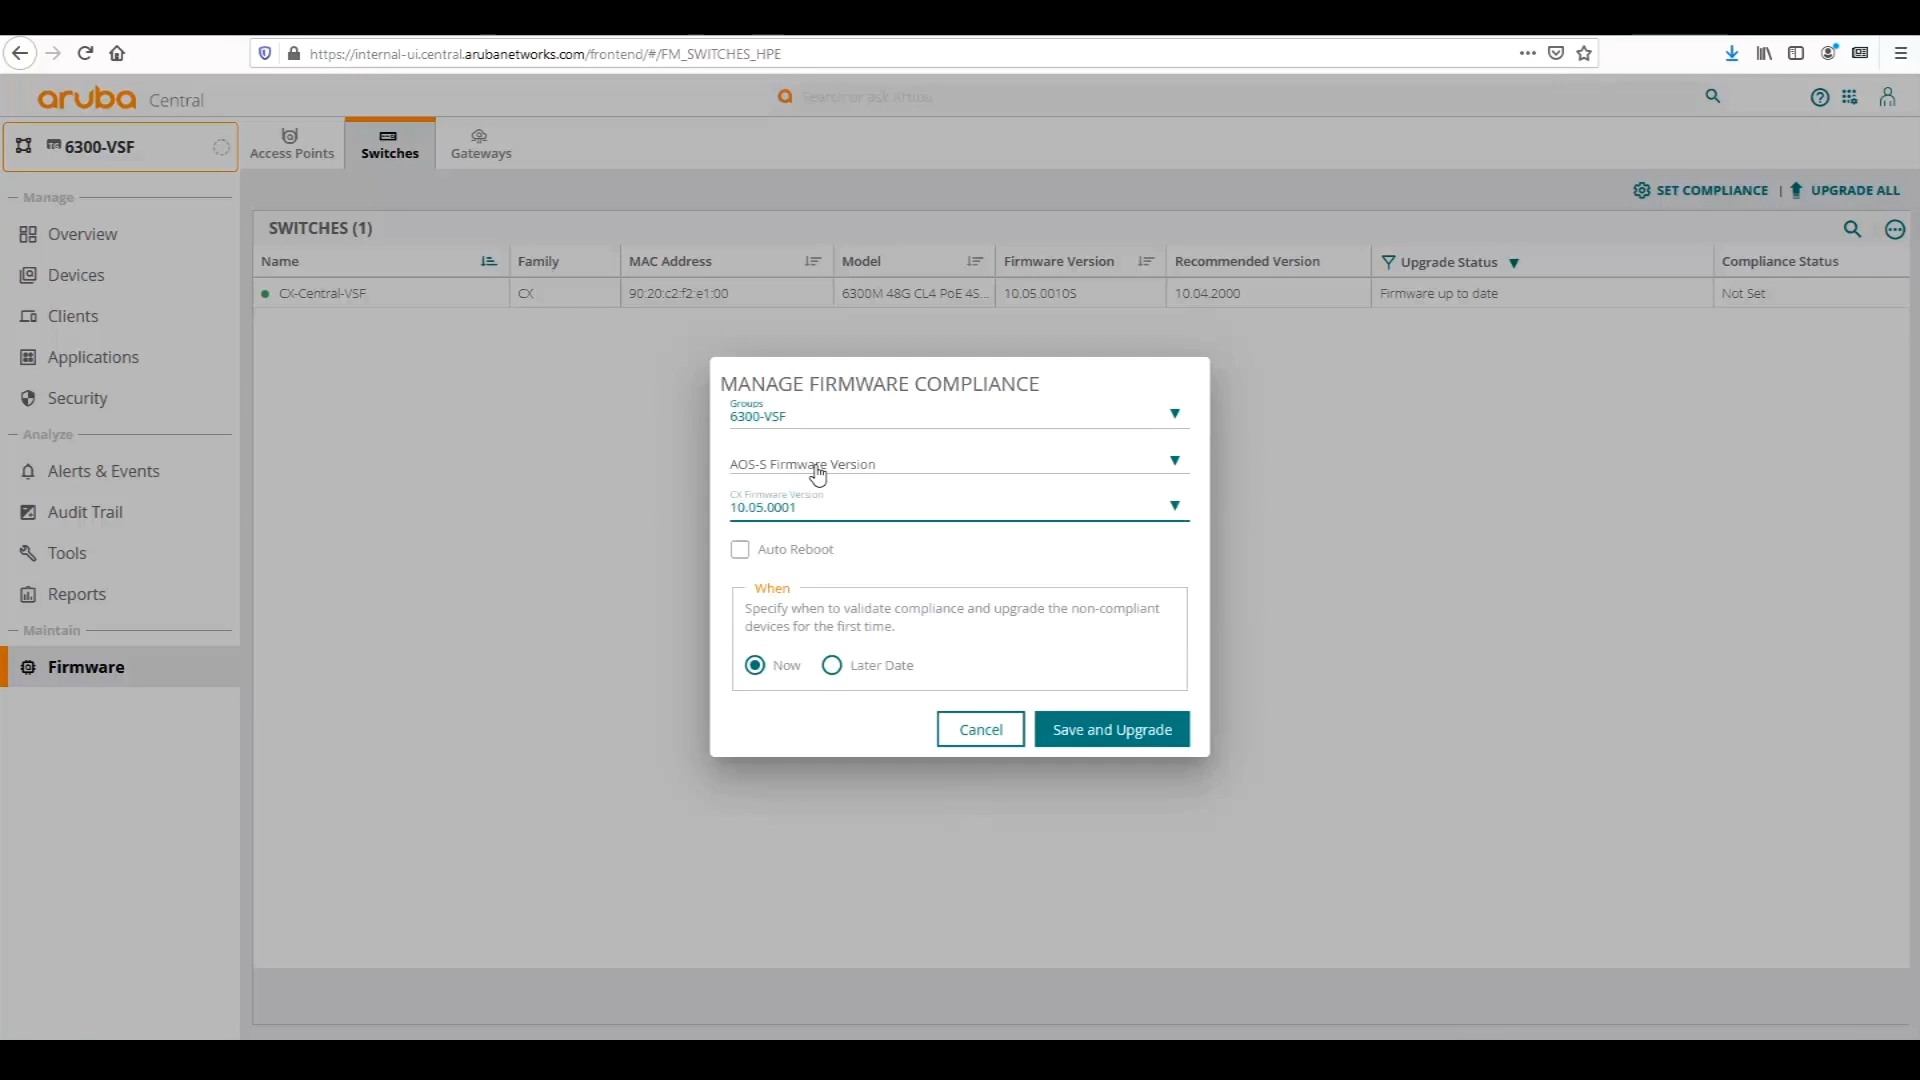 https://internal-ui.central.arubanetworks.com/frontend/#/FM_SWITCHES_HPE
aruba Central
Search or ask Aruba
6300-VSF
Access Points
Switches
Gateways
Manage
SET COMPLIANCE | UPGRADE ALL
Overview
SWITCHES (1)
Name Family MAC Address Model Firmware Version Recommended Version Upgrade Status Compliance Status
Devices
CX-Central-VSF CX 90:20:c2:f2:e1:00 6300M 48G CL4 PoE 4S... 10.05.0010S 10.04.2000 Firmware up to date Not Set
Clients
Applications
Security
Analyze
Alerts & Events
Audit Trail
Tools
Reports
Maintain
Firmware
MANAGE FIRMWARE COMPLIANCE
Groups
6300-VSF
AOS-S Firmware Version
CX Firmware Version
10.05.0001
Auto Reboot
When
Specify when to validate compliance and upgrade the non-compliant
devices for the first time.
Now Later Date
Cancel Save and Upgrade